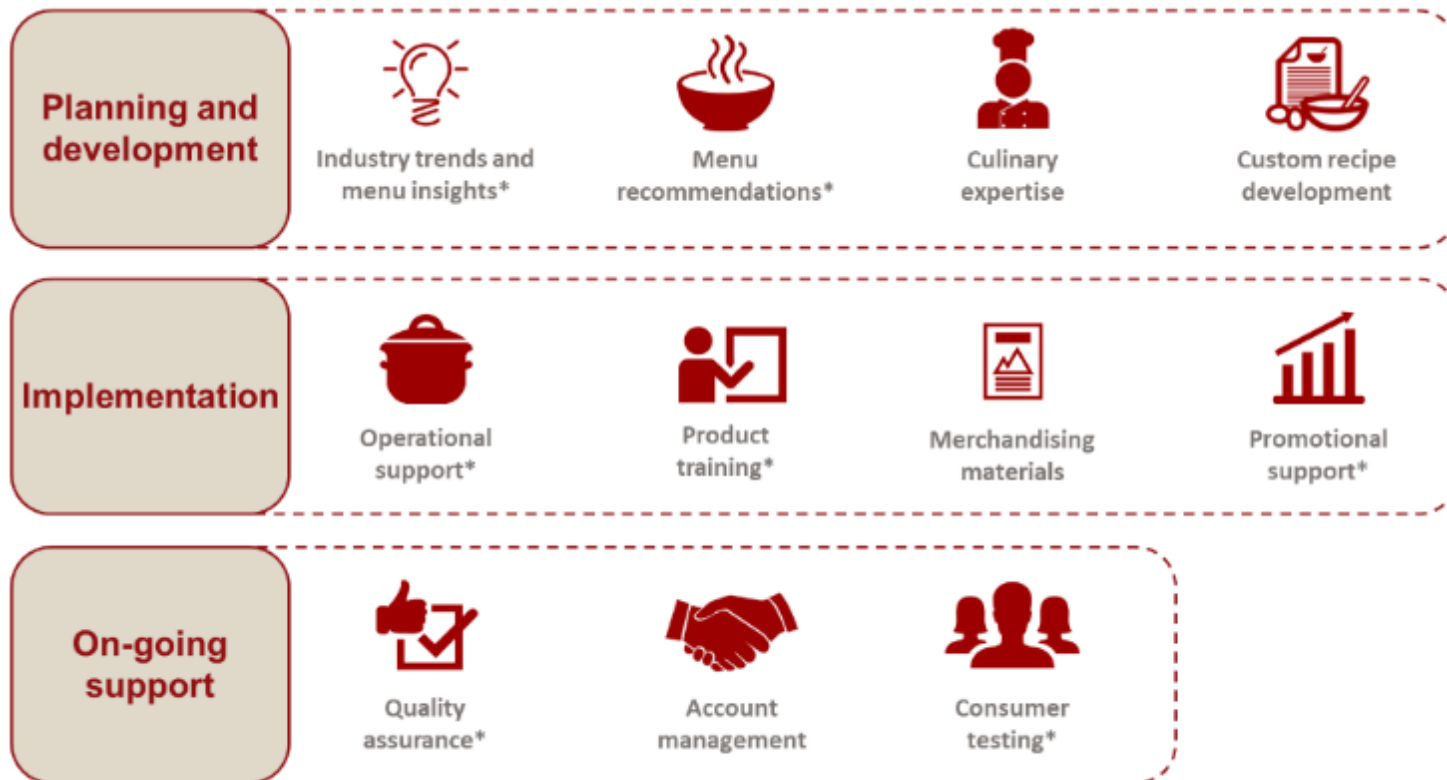 Planning and
development
Industry trends and
menu insights*
Menu
recommendations*
Culinary
expertise
Custom recipe
development
Implementation
Operational
support*
Product
training*
Merchandising
materials
Promotional
support*
On-going
support
Quality
assurance*
Account
management
Consumer
testing*